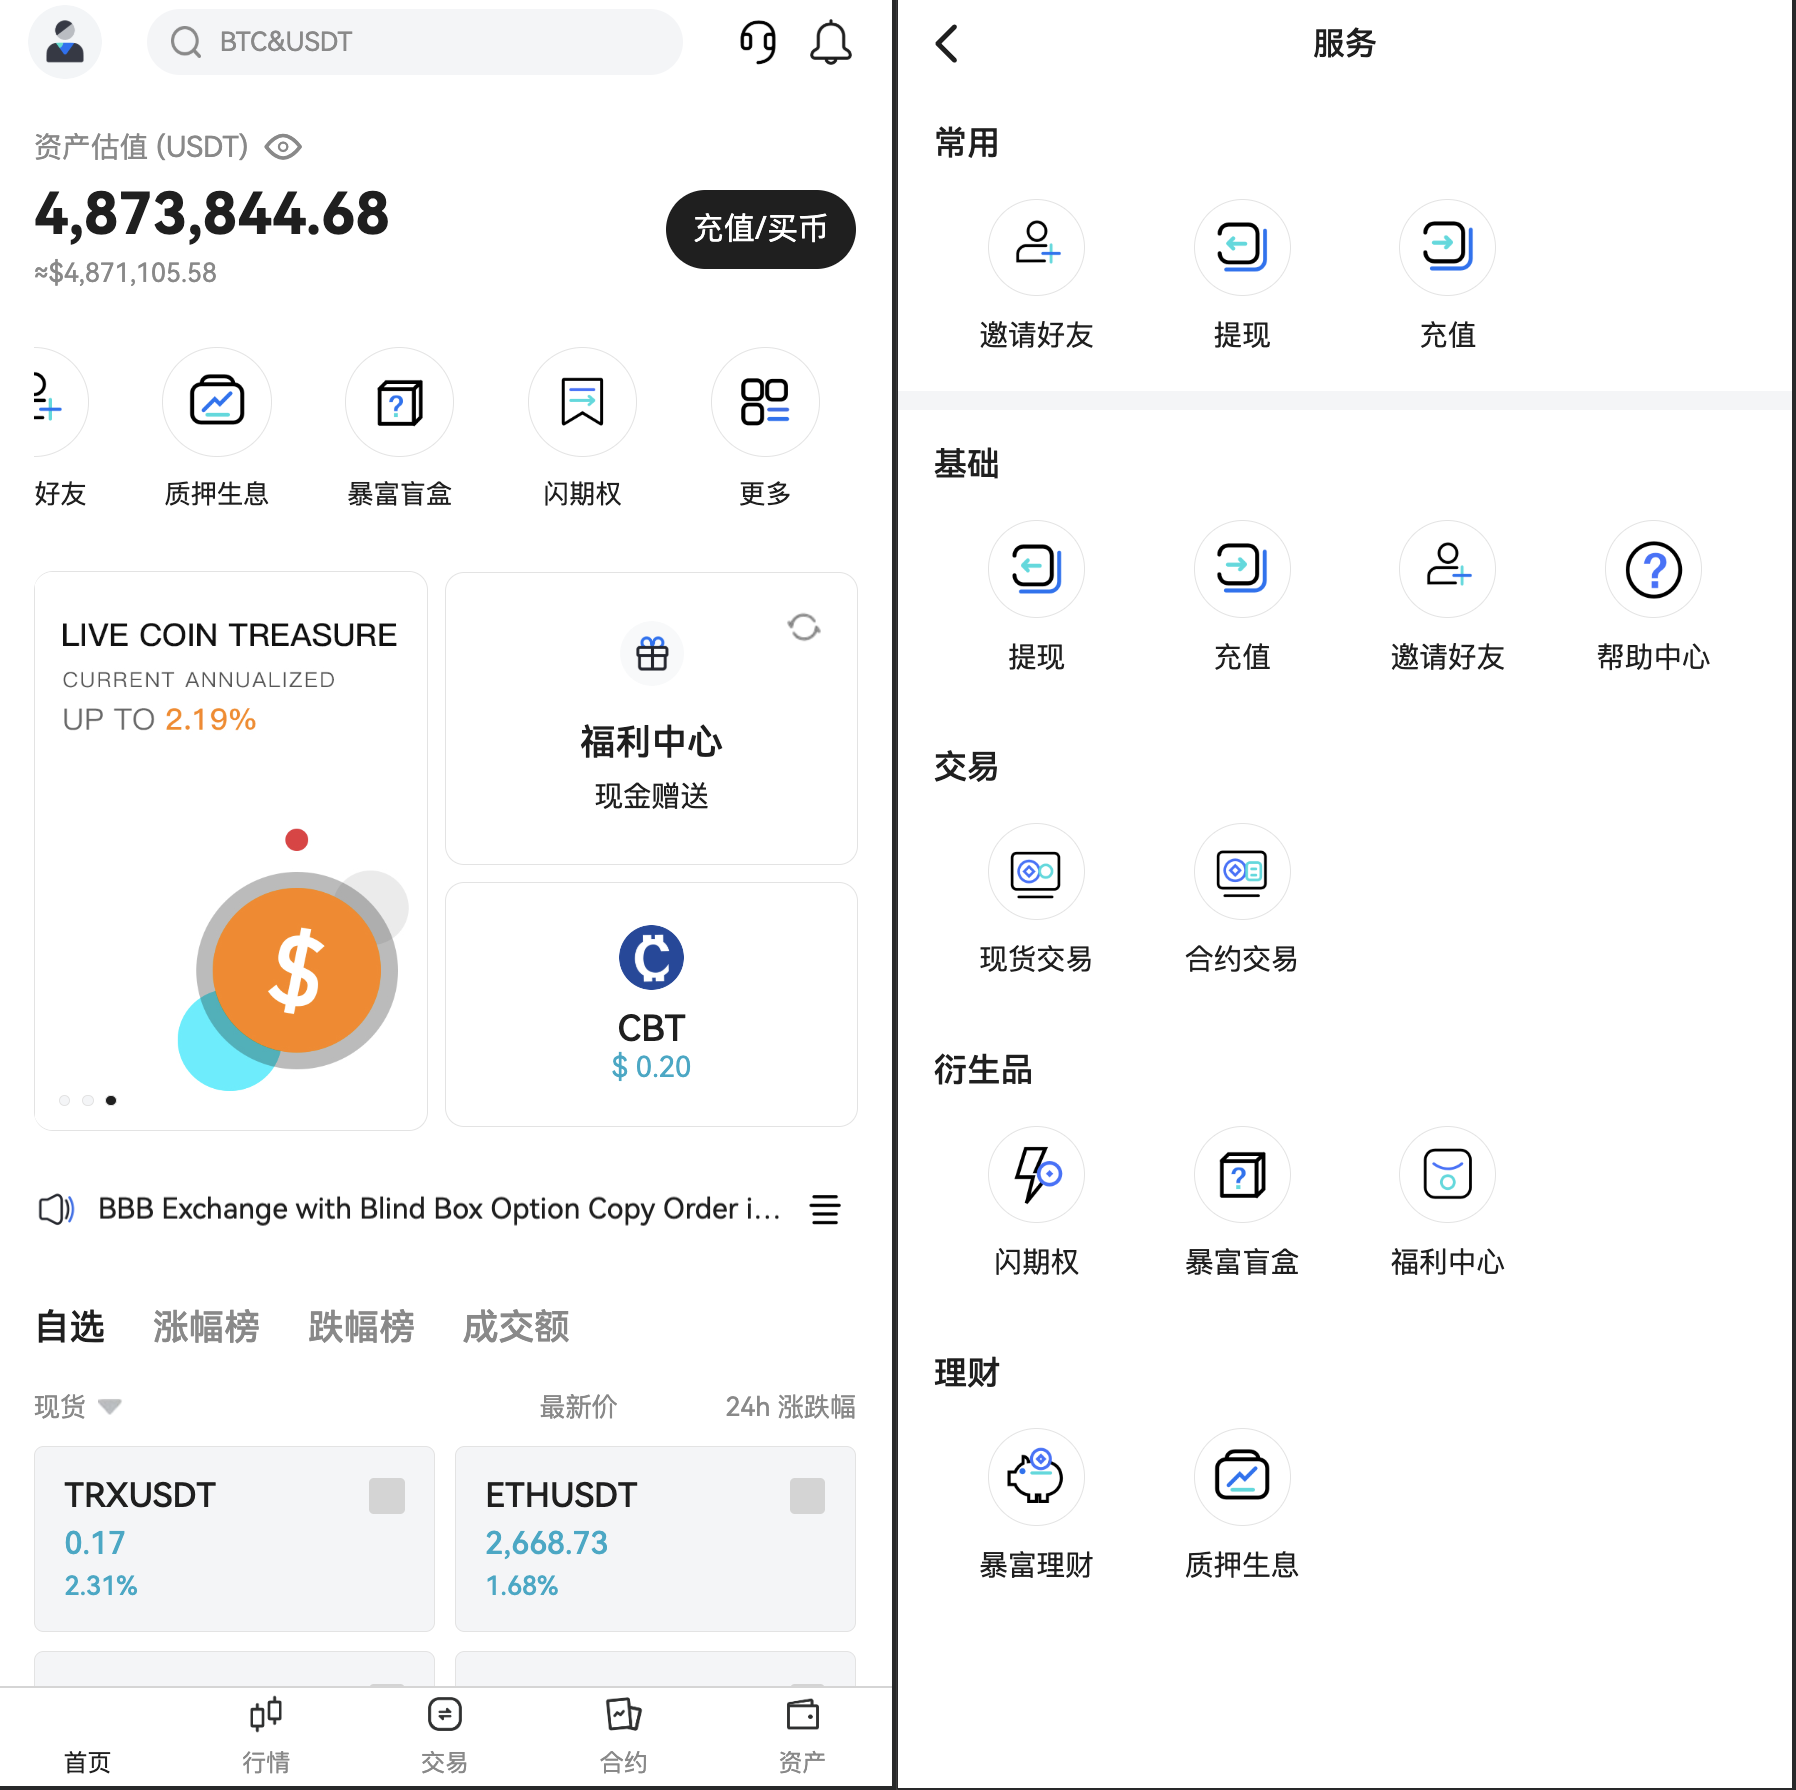 BTC&USDT
资产估值 (USDT)
4,873,844.68
≈$4,871,105.58
充值/买币
好友
质押生息
暴富盲盒
闪期权
更多
LIVE COIN TREASURE
CURRENT ANNUALIZED
UP TO 2.19%
福利中心
现金赠送
CBT
$ 0.20
BBB Exchange with Blind Box Option Copy Order i...
自选 涨幅榜 跌幅榜 成交额
现货 最新价 24h 涨跌幅
TRXUSDT
0.17
2.31%
ETHUSDT
2,668.73
1.68%
首页 行情 交易 合约 资产
服务
常用
邀请好友 提现 充值
基础
提现 充值 邀请好友 帮助中心
交易
现货交易 合约交易
衍生品
闪期权 暴富盲盒 福利中心
理财
暴富理财 质押生息